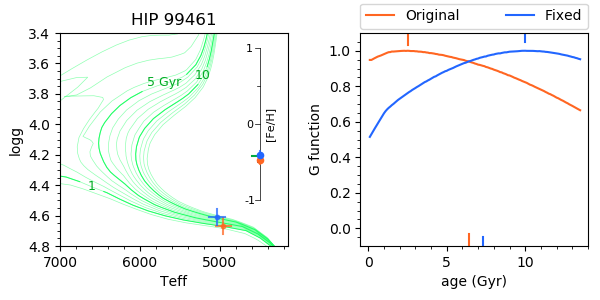 HIP 99461
3.4
3.6
3.8
4.0
4.2
4.4
4.6
4.8
logg
7000
6000
5000
Teff
5 Gyr
10
1
1
0
-1
[Fe/H]
Original
Fixed
1.0
0.8
0.6
0.4
0.2
0.0
G function
0
5
10
age (Gyr)